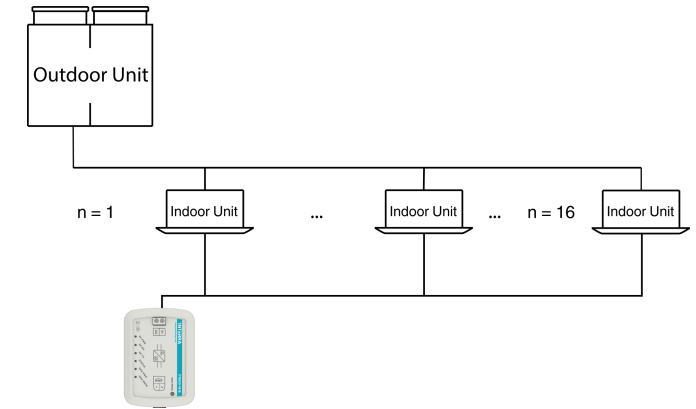 Outdoor Unit
n = 1
Indoor Unit
...
Indoor Unit
...
n = 16
Indoor Unit